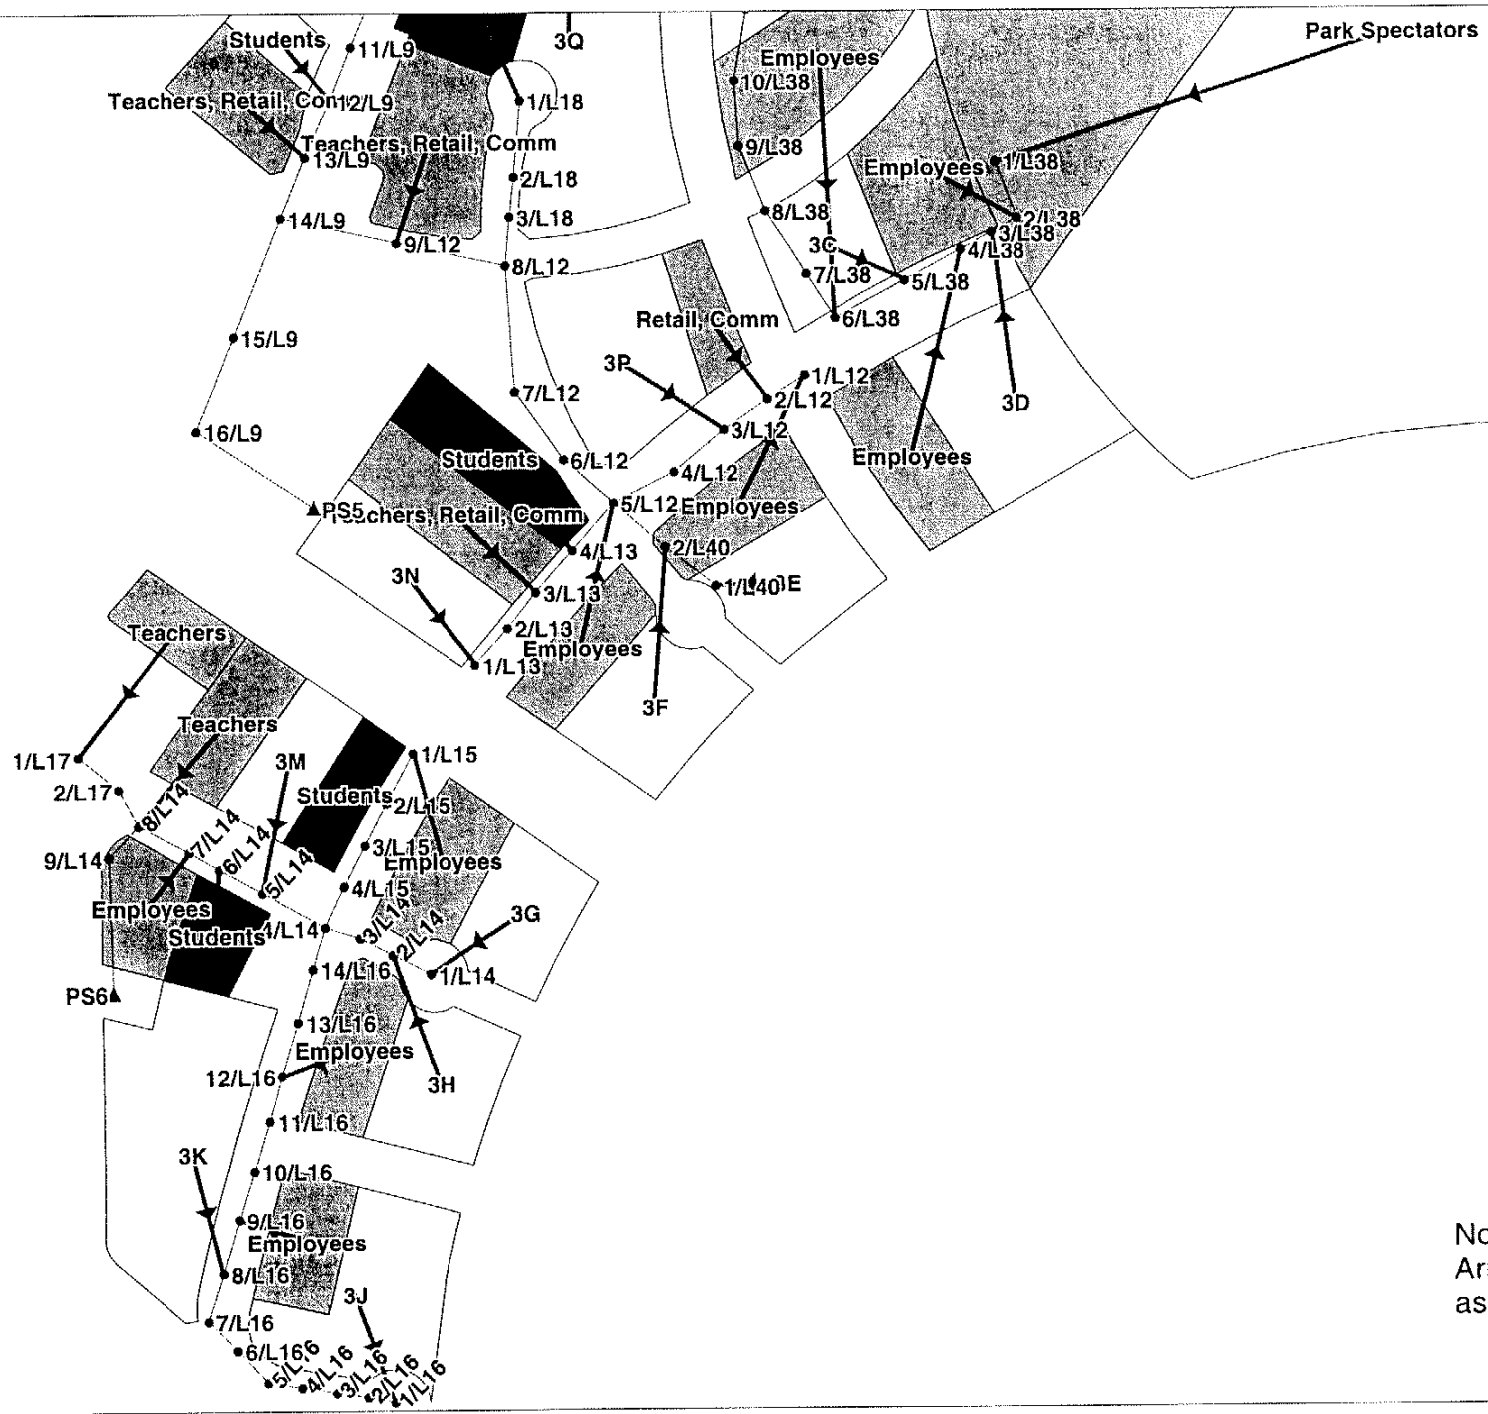 3Q
Park Spectators
Students
11/L9
Employees
10/L38
Teachers, Retail, Com
12/L9
1/L18
Teachers, Retail, Comm
9/L38
13/L9
1/L38
Employees
2/L18
14/L9
3/L18
8/L38
2/L38
3/L38
9/L12
3C
4/L38
8/L12
7/L38
5/L38
Retail, Comm
6/L38
15/L9
3P
1/L12
7/L12
2/L12
3D
16/L9
3/L12
Students
6/L12
4/L12
Employees
PS5
Teachers, Retail, Comm
5/L12
Employees
4/L13
2/L40
3N
3/L13
1/L40
3E
2/L13
Employees
1/L13
Teachers
3F
Teachers
1/L17
3M
1/L15
2/L17
Students
2/L15
8/L14
7/L14
6/L14
3/L15
9/L14
Employees
5/L14
4/L15
Employees
3G
Students
4/L14
3/L14
2/L14
14/L16
1/L14
PS6
13/L16
Employees
12/L16
3H
11/L16
3K
10/L16
9/L16
Employees
8/L16
3J
7/L16
6/L16
5/L16
4/L16
3/L16
2/L16
1/L16
No
Ar
as